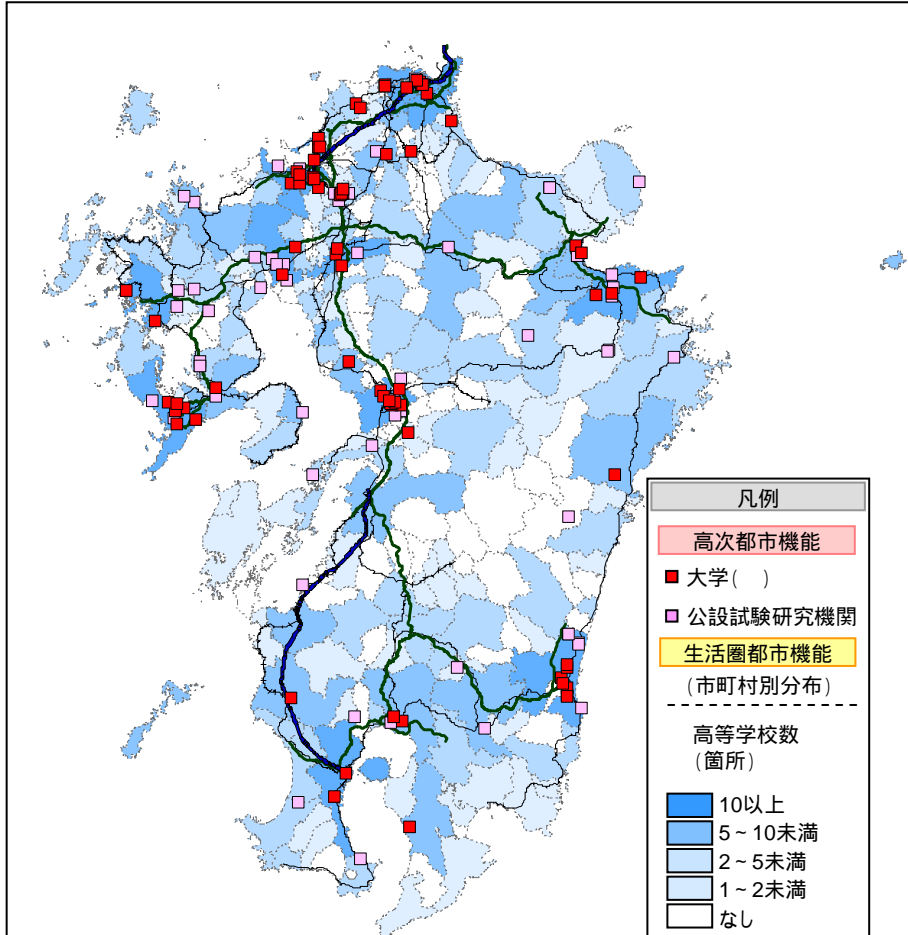 凡例
高次都市機能
大学(　)
公設試験研究機関
生活圏都市機能
(市町村別分布)
高等学校数
(箇所)
10以上
5~10未満
2~5未満
1~2未満
なし